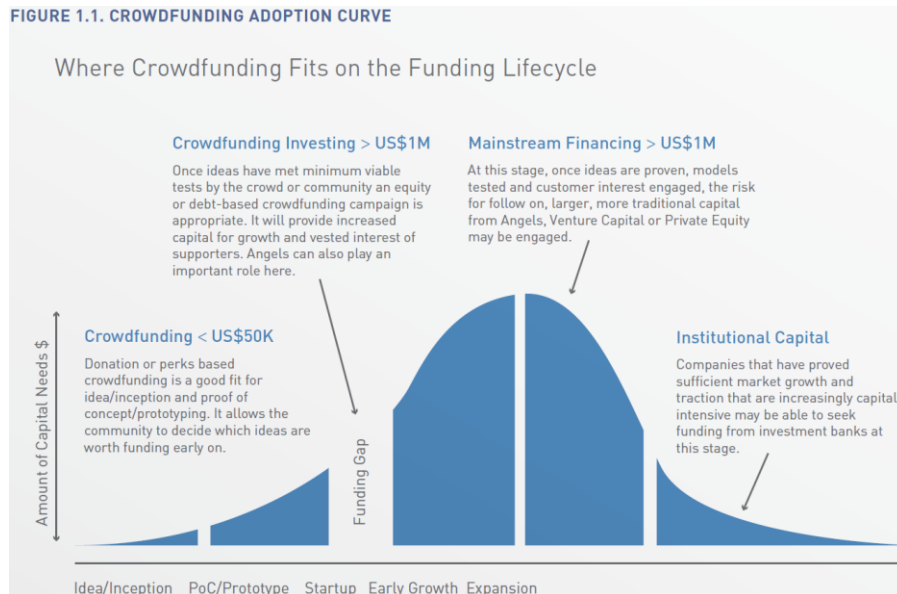 FIGURE 1.1. CROWDFUNDING ADOPTION CURVE
Where Crowdfunding Fits on the Funding Lifecycle
Crowdfunding Investing > US$1M
Once ideas have met minimum viable
tests by the crowd or community an equity
or debt-based crowdfunding campaign is
appropriate. It will provide increased
capital for growth and vested interest of
supporters. Angels can also play an
important role here.
Mainstream Financing > US$1M
At this stage, once ideas are proven, models
tested and customer interest engaged, the risk
for follow on, larger, more traditional capital
from Angels, Venture Capital or Private Equity
may be engaged.
Crowdfunding < US$50K
Donation or perks based
crowdfunding is a good fit for
idea/inception and proof of
concept/prototyping. It allows the
community to decide which ideas are
worth funding early on.
Institutional Capital
Companies that have proved
sufficient market growth and
traction that are increasingly capital
intensive may be able to seek
funding from investment banks at
this stage.
Amount of Capital Needs $
Funding Gap
Idea/Inception PoC/Prototype Startup Early Growth Expansion